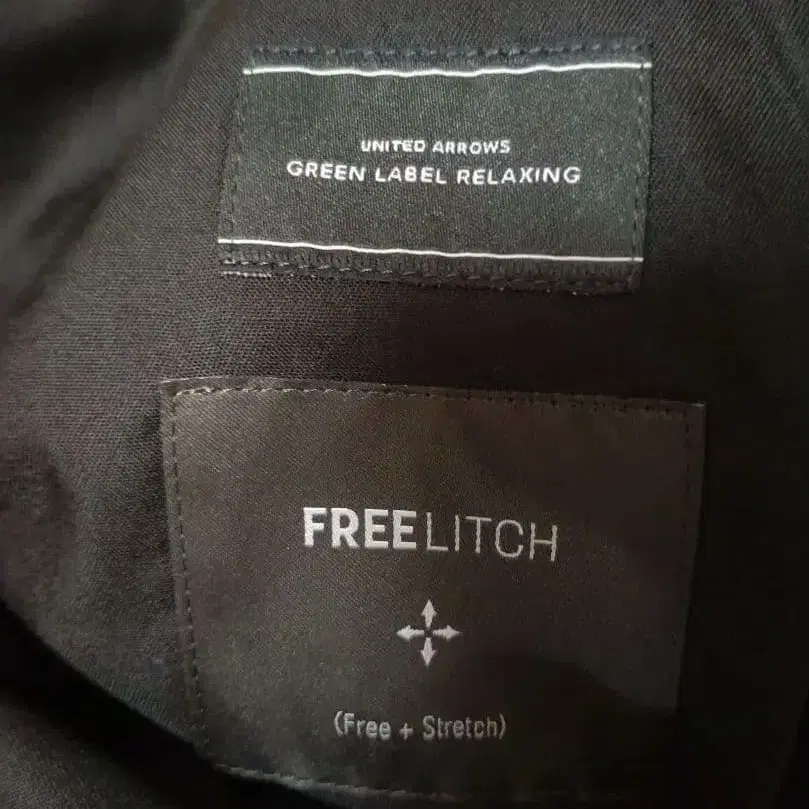 UNITED ARROWS
GREEN LABEL RELAXING
FREELITCH
(Free + Stretch)